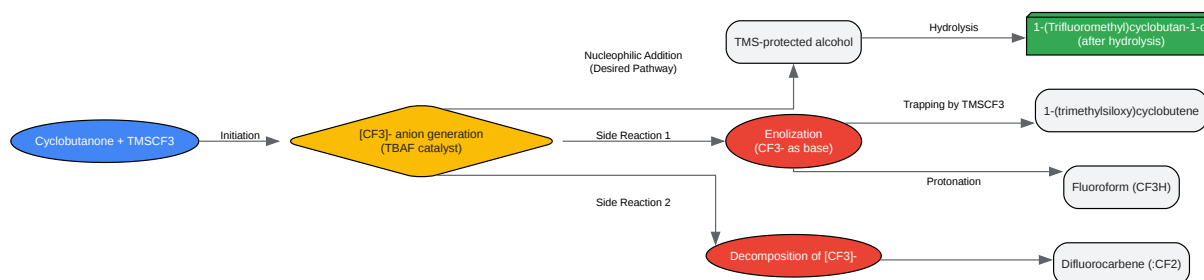 Cyclobutanone + TMSCF3
Initiation
[CF3]- anion generation
(TBAF catalyst)
Nucleophilic Addition
(Desired Pathway)
TMS-protected alcohol
Hydrolysis
1-(Trifluoromethyl)cyclobutan-1-
(after hydrolysis)
Side Reaction 1
Enolization
(CF3- as base)
Trapping by TMSCF3
1-(trimethylsiloxy)cyclobutene
Protonation
Fluoroform (CF3H)
Side Reaction 2
Decomposition of [CF3]-
Difluorocarbene (:CF2)